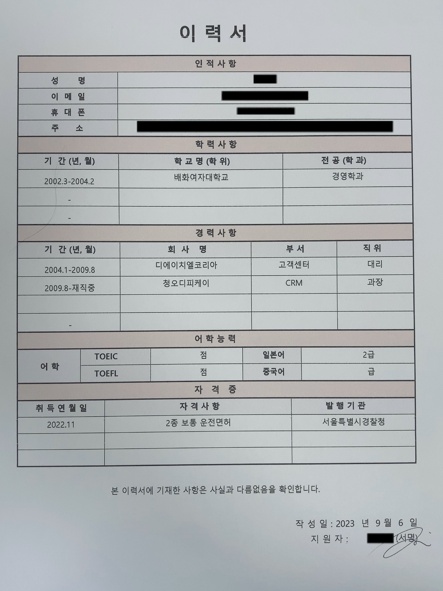 이 력 서
인 적 사 항
성 명
이 메 일
휴 대 폰
주 소
학 력 사 항
기 간 (년, 월) 학 교 명 (학 위) 전 공 (학 과)
2002.3-2004.2 배화여자대학교 경영학과
-
-
경 력 사 항
기 간 (년, 월) 회 사 명 부 서 직 위
2004.1-2009.8 디에이치엘코리아 고객센터 대리
2009.8-재직중 정오디피케이 CRM 과장
-
어 학 능 력
어 학 TOEIC 점 일본어 2급
TOEFL 점 중국어 급
자 격 증
취 득 연 월 일 자 격 사 항 발 행 기 관
2022.11 2종 보통 운전면허 서울특별시경찰청
본 이력서에 기재한 사항은 사실과 다름없음을 확인합니다.
작 성 일 : 2023 년 9 월 6 일
지 원 자 : (서명)